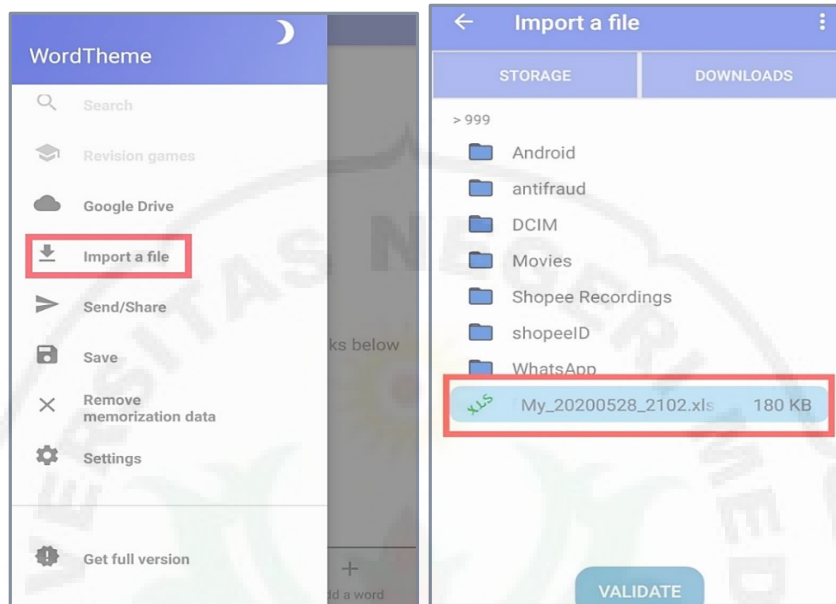 WordTheme
Search
Revision games
Google Drive
Import a file
Send/Share
Save
Remove
memorization data
Settings
Get full version
ks below
dd a word
Import a file
STORAGE
DOWNLOADS
> 999
Android
antifraud
DCIM
Movies
Shopee Recordings
shopeeID
WhatsApp
XLS My_20200528_2102.xls 180 KB
VALIDATE